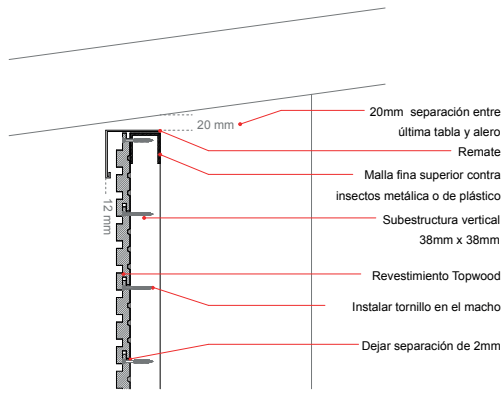 20mm separación entre
última tabla y alero
20 mm
Remate
Malla fina superior contra
insectos metálica o de plástico
12 mm
Subestructura vertical
38mm x 38mm
Revestimiento Topwood
Instalar tornillo en el macho
Dejar separación de 2mm